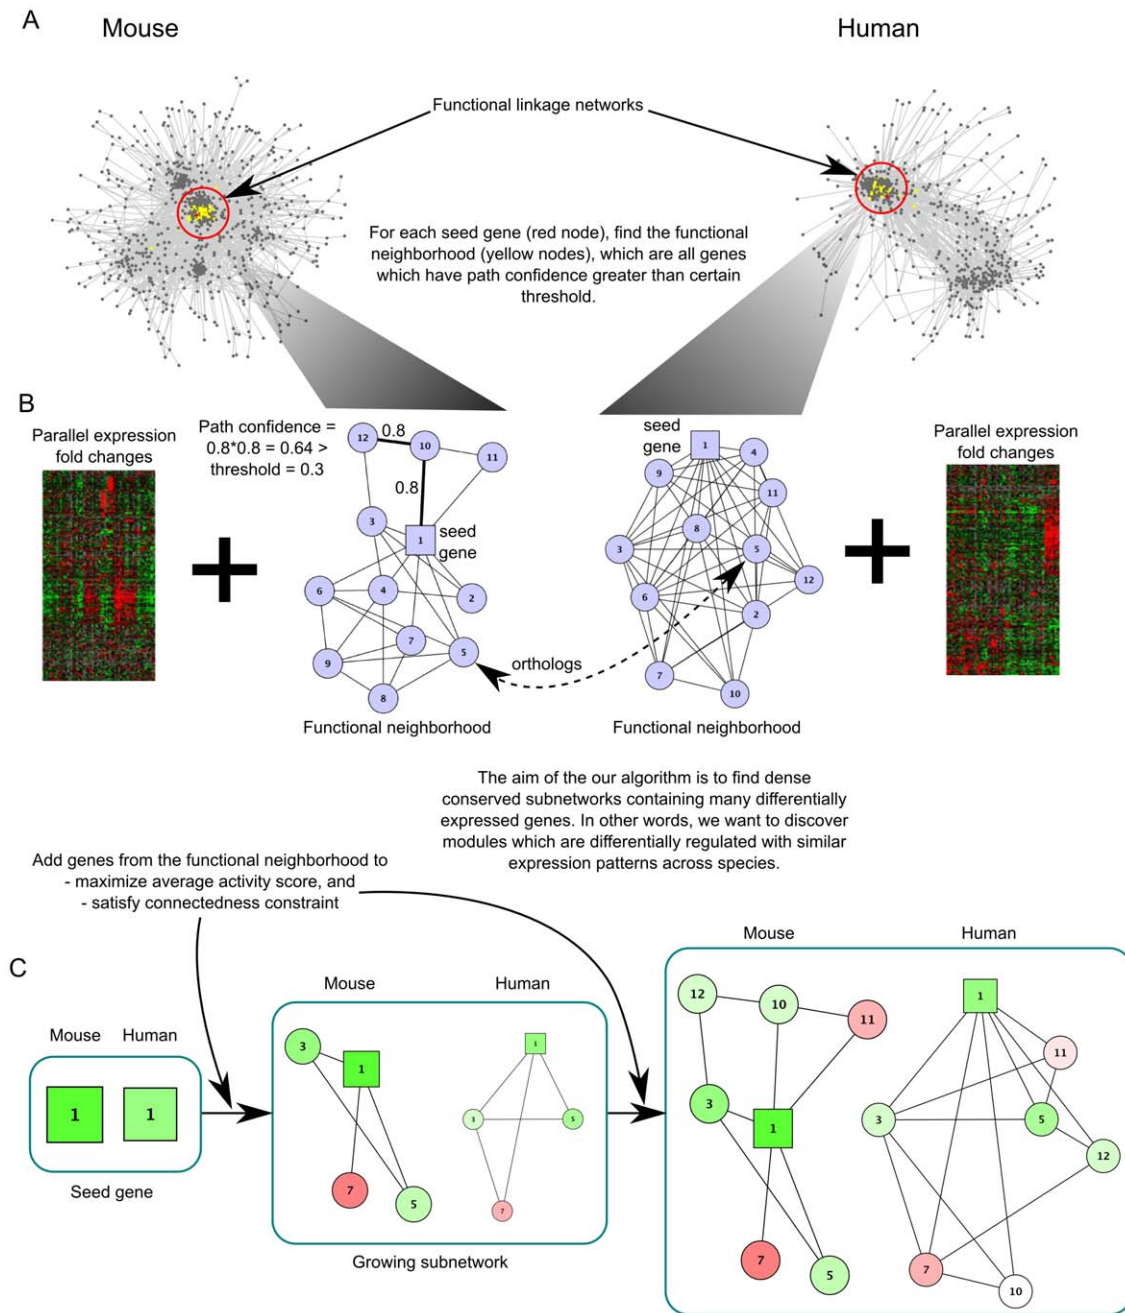 A
Mouse
Human
Functional linkage networks
For each seed gene (red node), find the functional
neighborhood (yellow nodes), which are all genes
which have path confidence greater than certain
threshold.
B
Parallel expression
fold changes
Path confidence =
0.8*0.8 = 0.64 >
threshold = 0.3
12
0.8
10
11
0.8
3
1
seed
gene
6
4
2
7
9
5
8
Functional neighborhood
orthologs
seed
gene
1
4
9
11
8
3
5
12
6
2
7
10
Functional neighborhood
Parallel expression
fold changes
The aim of the our algorithm is to find dense
conserved subnetworks containing many differentially
expressed genes. In other words, we want to discover
modules which are differentially regulated with similar
expression patterns across species.
Add genes from the functional neighborhood to
- maximize average activity score, and
- satisfy connectedness constraint
C
Mouse
Human
1
1
Seed gene
Mouse
Human
3
1
7
5
1
3
5
7
Growing subnetwork
Mouse
Human
12
10
11
3
1
7
5
1
11
3
5
12
7
10